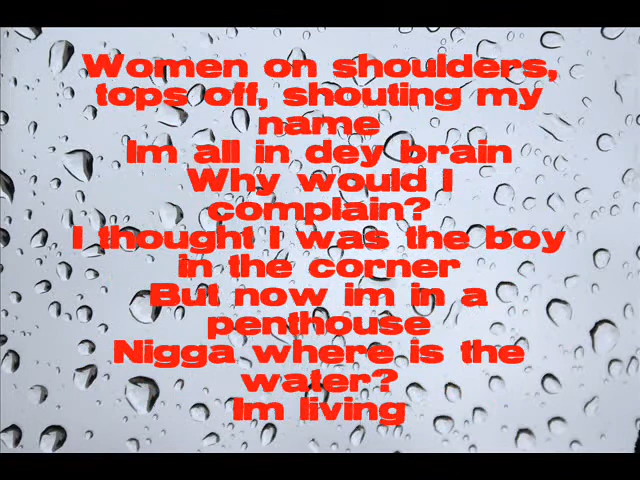 Women on shoulders,
tops off, shouting my
name
Im all in dey brain
Why would I
complain?
I thought I was the boy
in the corner
But now im in a
penthouse
Nigga where is the
water?
Im living